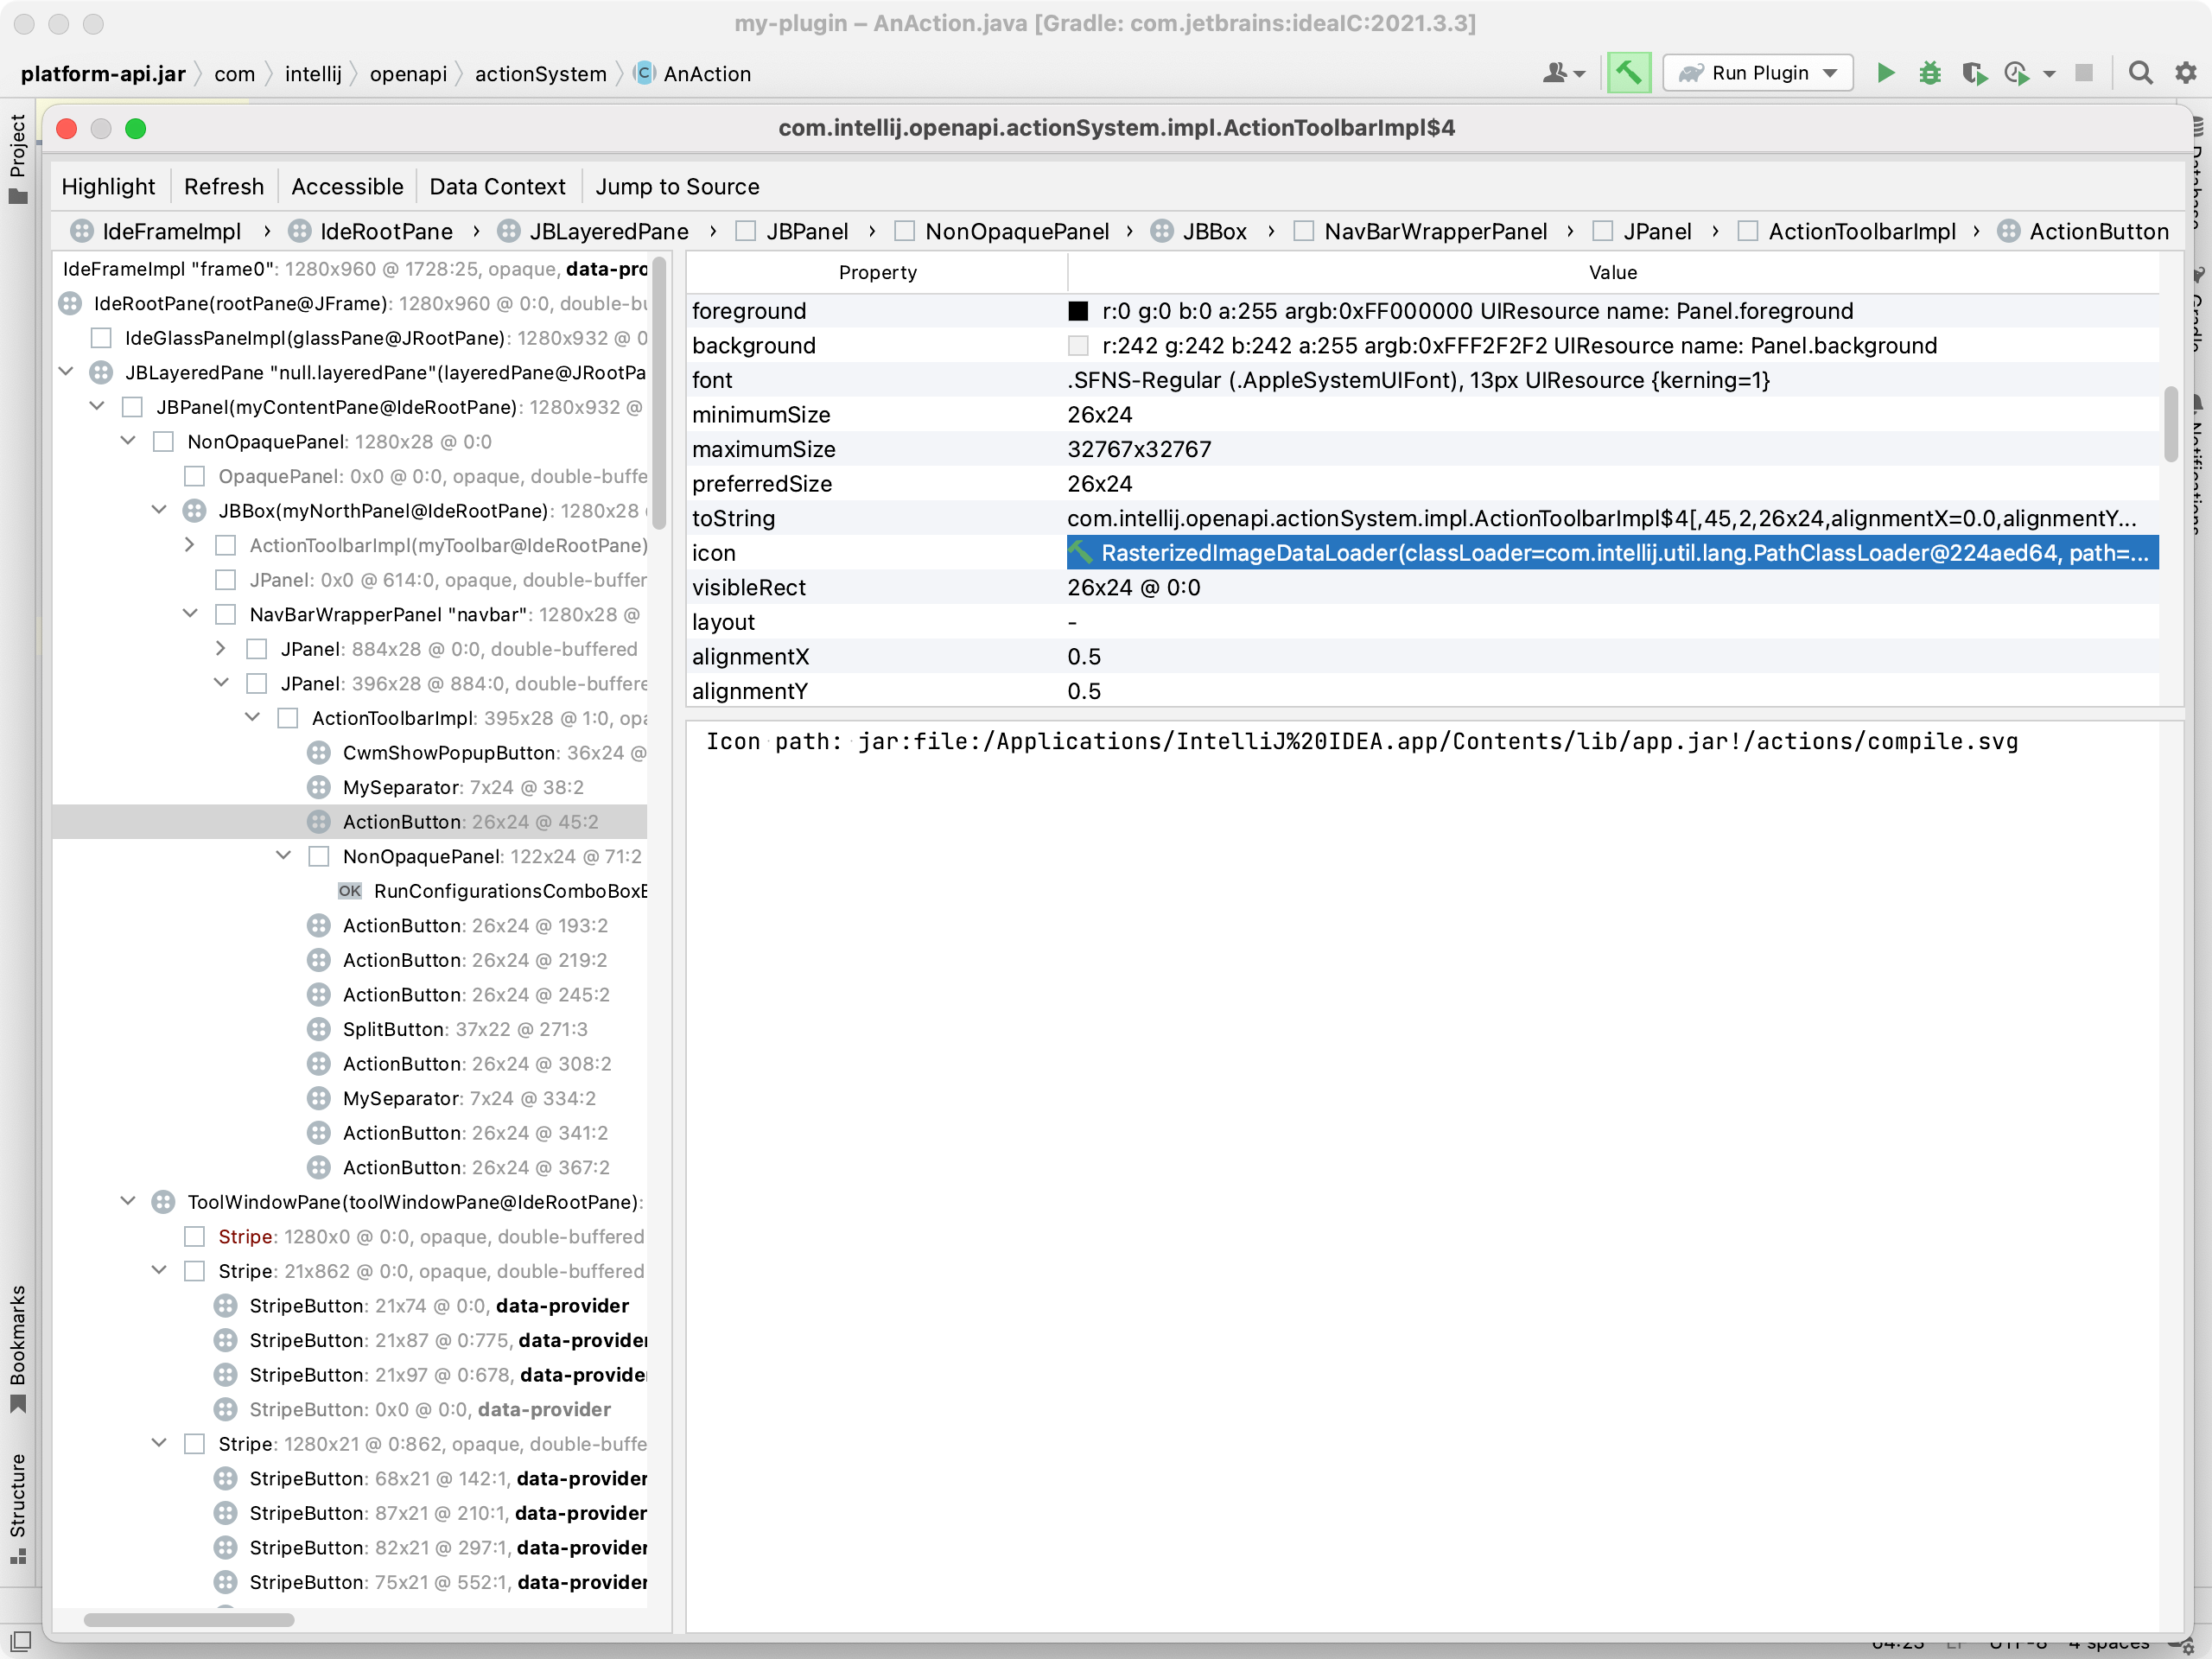 my-plugin – AnAction.java [Gradle: com.jetbrains:ideaIC:2021.3.3]
platform-api.jar com intellij openapi actionSystem C AnAction
Run Plugin
Project
Bookmarks
Structure
com.intellij.openapi.actionSystem.impl.ActionToolbarImpl$4
Highlight Refresh Accessible Data Context Jump to Source
IdeFrameImpl › IdeRootPane › JBLayeredPane › JBPanel › NonOpaquePanel › JBBox › NavBarWrapperPanel › JPanel › ActionToolbarImpl › ActionButton
IdeFrameImpl "frame0": 1280x960 @ 1728:25, opaque, data-pro
IdeRootPane(rootPane@JFrame): 1280x960 @ 0:0, double-bu
IdeGlassPaneImpl(glassPane@JRootPane): 1280x932 @ 0
JBLayeredPane "null.layeredPane"(layeredPane@JRootPa
JBPanel(myContentPane@IdeRootPane): 1280x932 @
NonOpaquePanel: 1280x28 @ 0:0
OpaquePanel: 0x0 @ 0:0, opaque, double-buffe
JBBox(myNorthPanel@IdeRootPane): 1280x28
ActionToolbarImpl(myToolbar@IdeRootPane)
JPanel: 0x0 @ 614:0, opaque, double-buffer
NavBarWrapperPanel "navbar": 1280x28 @
JPanel: 884x28 @ 0:0, double-buffered
JPanel: 396x28 @ 884:0, double-buffere
ActionToolbarImpl: 395x28 @ 1:0, opa
CwmShowPopupButton: 36x24 @
MySeparator: 7x24 @ 38:2
ActionButton: 26x24 @ 45:2
NonOpaquePanel: 122x24 @ 71:2
OK RunConfigurationsComboBoxB
ActionButton: 26x24 @ 193:2
ActionButton: 26x24 @ 219:2
ActionButton: 26x24 @ 245:2
SplitButton: 37x22 @ 271:3
ActionButton: 26x24 @ 308:2
MySeparator: 7x24 @ 334:2
ActionButton: 26x24 @ 341:2
ActionButton: 26x24 @ 367:2
ToolWindowPane(toolWindowPane@IdeRootPane):
Stripe: 1280x0 @ 0:0, opaque, double-buffered
Stripe: 21x862 @ 0:0, opaque, double-buffered
StripeButton: 21x74 @ 0:0, data-provider
StripeButton: 21x87 @ 0:775, data-provider
StripeButton: 21x97 @ 0:678, data-provide
StripeButton: 0x0 @ 0:0, data-provider
Stripe: 1280x21 @ 0:862, opaque, double-buffe
StripeButton: 68x21 @ 142:1, data-provider
StripeButton: 87x21 @ 210:1, data-provider
StripeButton: 82x21 @ 297:1, data-provider
StripeButton: 75x21 @ 552:1, data-provider
Property Value
foreground r:0 g:0 b:0 a:255 argb:0xFF000000 UIResource name: Panel.foreground
background r:242 g:242 b:242 a:255 argb:0xFFF2F2F2 UIResource name: Panel.background
font .SFNS-Regular (.AppleSystemUIFont), 13px UIResource {kerning=1}
minimumSize 26x24
maximumSize 32767x32767
preferredSize 26x24
toString com.intellij.openapi.actionSystem.impl.ActionToolbarImpl$4[,45,2,26x24,alignmentX=0.0,alignmentY...
icon RasterizedImageDataLoader(classLoader=com.intellij.util.lang.PathClassLoader@224aed64, path=...
visibleRect 26x24 @ 0:0
layout -
alignmentX 0.5
alignmentY 0.5
Icon path: jar:file:/Applications/IntelliJ%20IDEA.app/Contents/lib/app.jar!/actions/compile.svg
Database
Gradle
Notifications
64:23 LF UTF-8 4 spaces